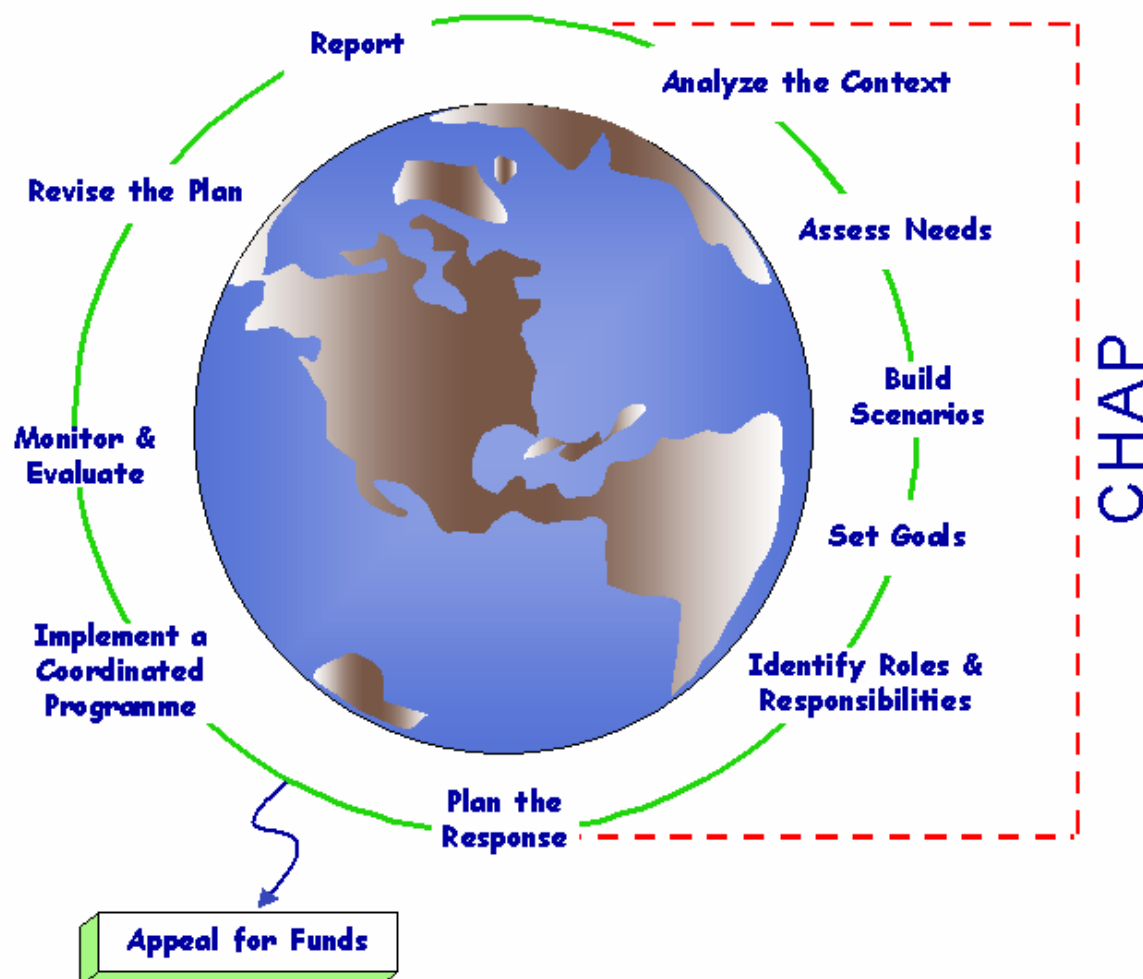 Report
Analyze the Context
Assess Needs
Build
Scenarios
Set Goals
Identify Roles &
Responsibilities
Plan the
Response
Implement a
Coordinated
Programme
Monitor &
Evaluate
Revise the Plan
Appeal for Funds
CHAP